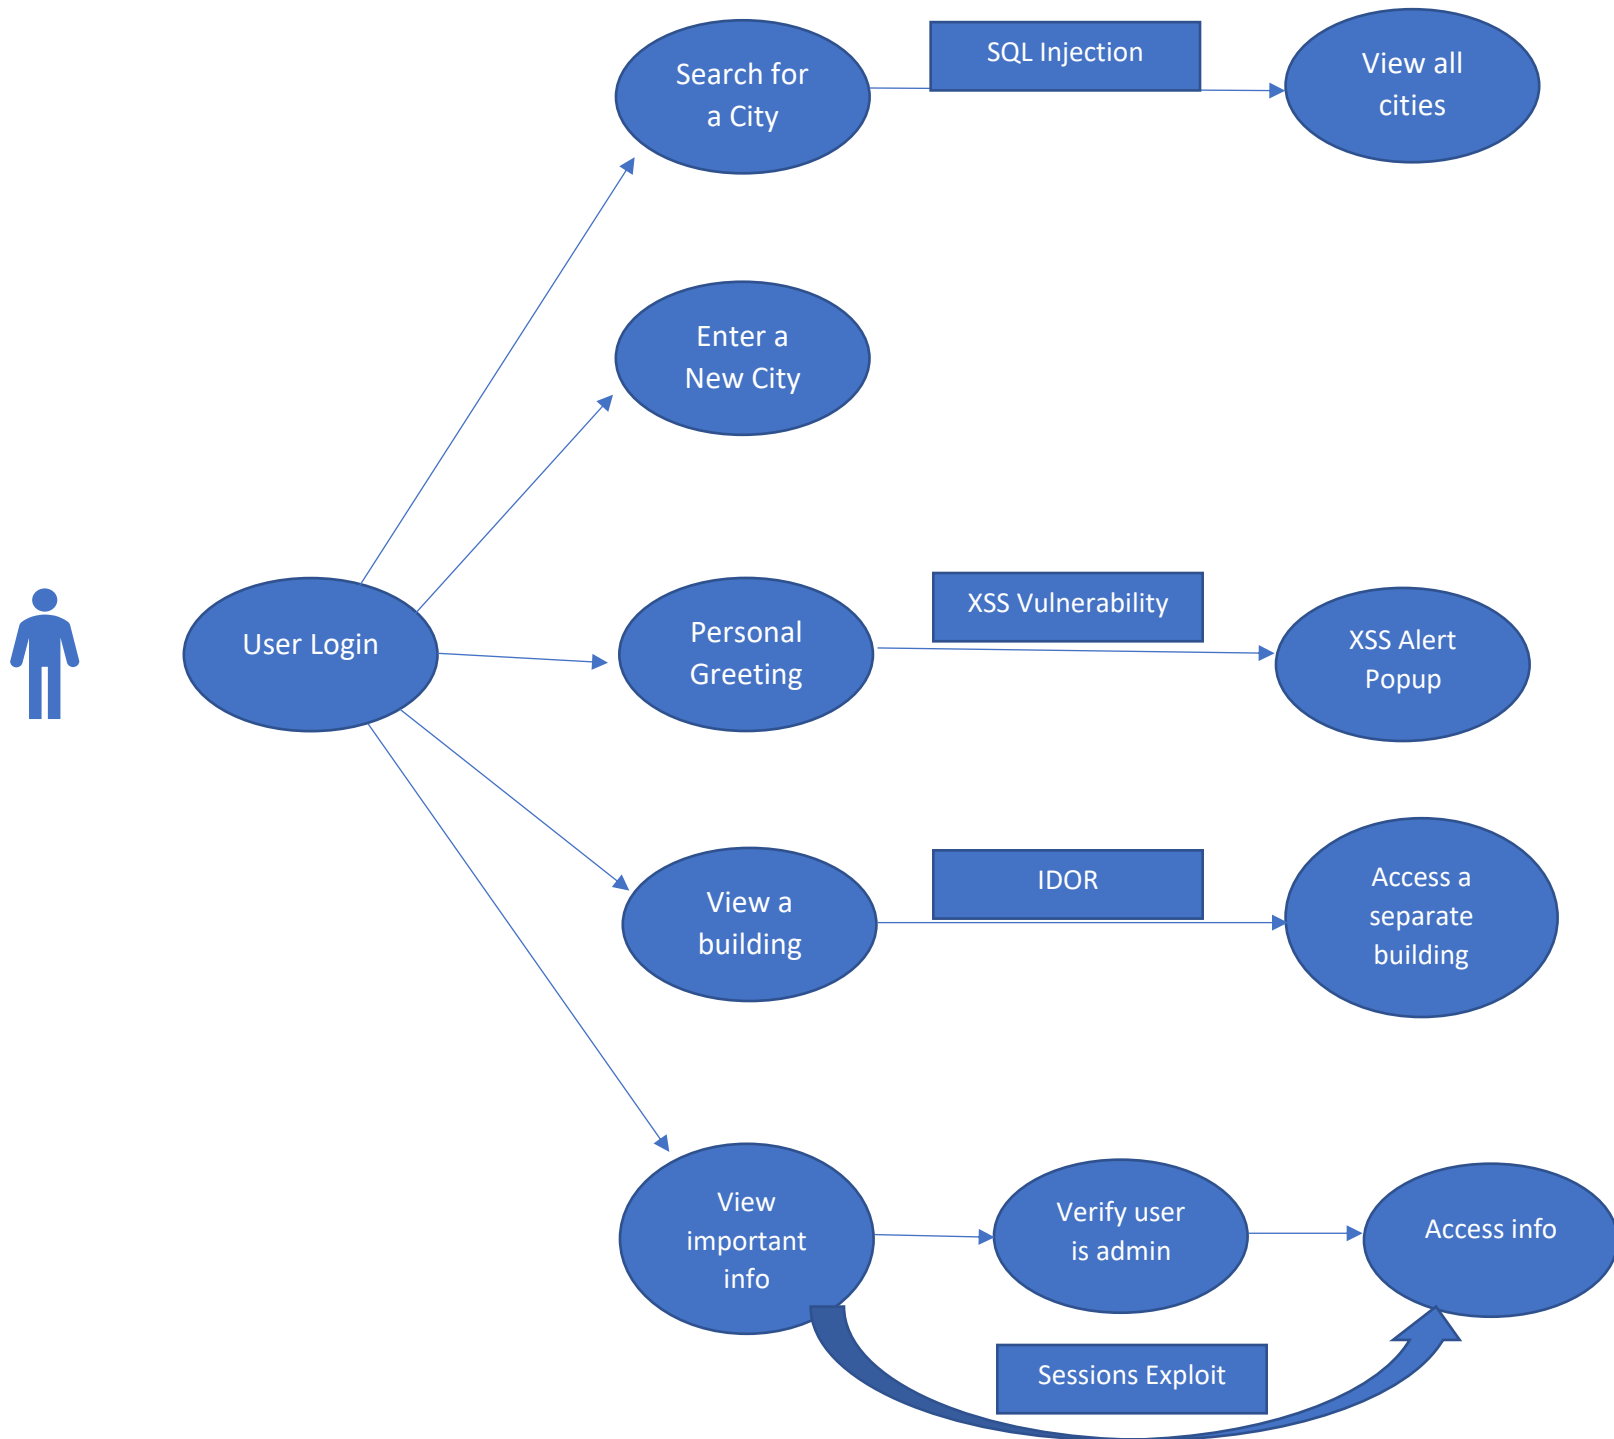 Search for
a City
SQL Injection
View all
cities
Enter a
New City
User Login
Personal
Greeting
XSS Vulnerability
XSS Alert
Popup
View a
building
IDOR
Access a
separate
building
View
important
info
Verify user
is admin
Access info
Sessions Exploit